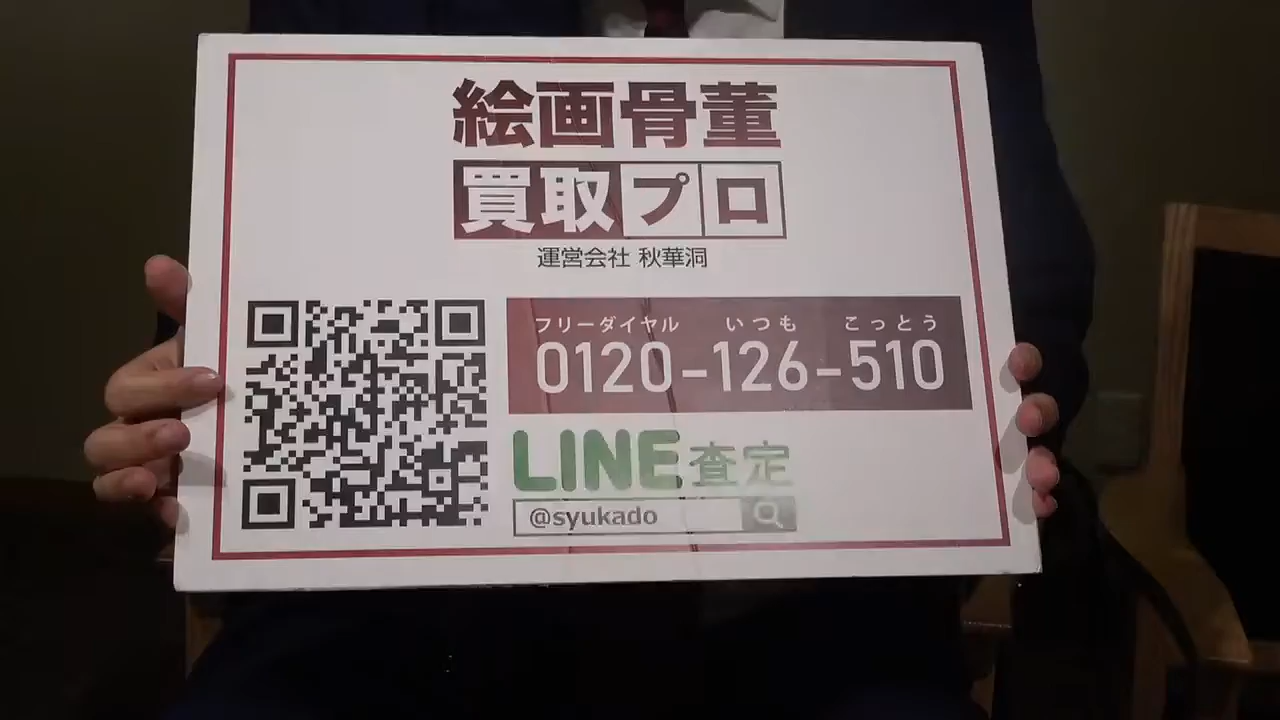 絵画骨董
買取プロ
運営会社 秋華洞
フリーダイヤル いつも こっとう
0120-126-510
LINE査定
@syukado